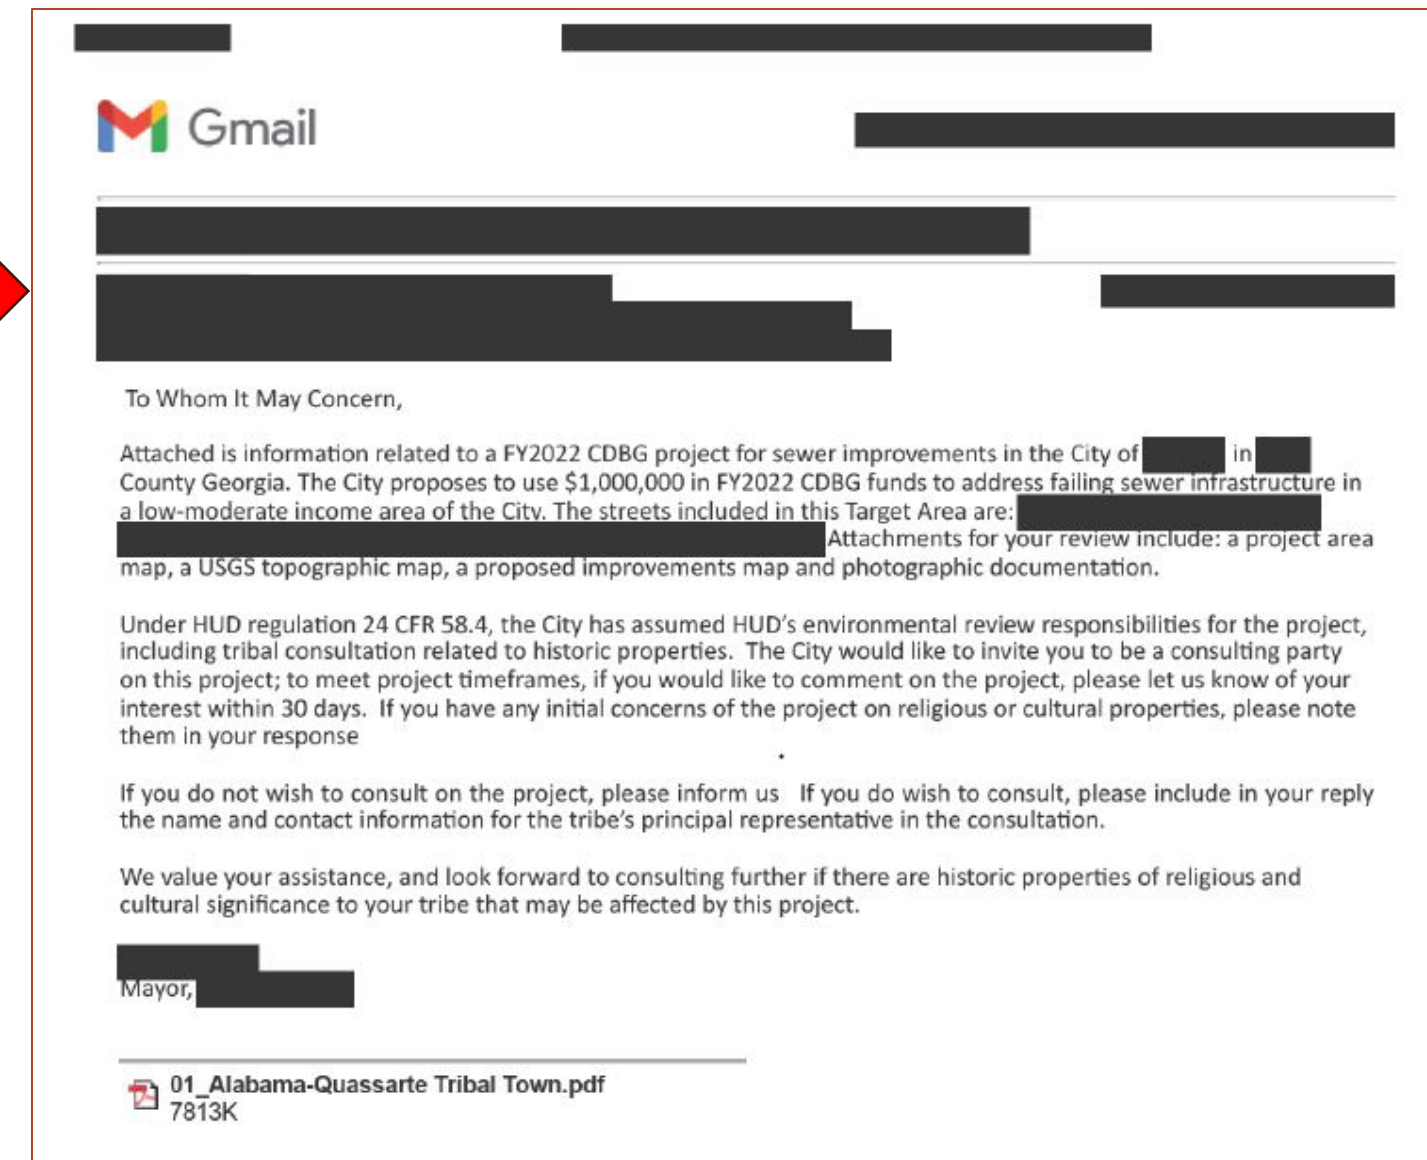 Gmail
To Whom It May Concern,
Attached is information related to a FY2022 CDBG project for sewer improvements in the City of in
County Georgia. The City proposes to use $1,000,000 in FY2022 CDBG funds to address failing sewer infrastructure in
a low-moderate income area of the City. The streets included in this Target Area are:
Attachments for your review include: a project area
map, a USGS topographic map, a proposed improvements map and photographic documentation.
Under HUD regulation 24 CFR 58.4, the City has assumed HUD’s environmental review responsibilities for the project,
including tribal consultation related to historic properties. The City would like to invite you to be a consulting party
on this project; to meet project timeframes, if you would like to comment on the project, please let us know of your
interest within 30 days. If you have any initial concerns of the project on religious or cultural properties, please note
them in your response
.
If you do not wish to consult on the project, please inform us If you do wish to consult, please include in your reply
the name and contact information for the tribe’s principal representative in the consultation.
We value your assistance, and look forward to consulting further if there are historic properties of religious and
cultural significance to your tribe that may be affected by this project.
Mayor,
01_Alabama-Quassarte Tribal Town.pdf
7813K